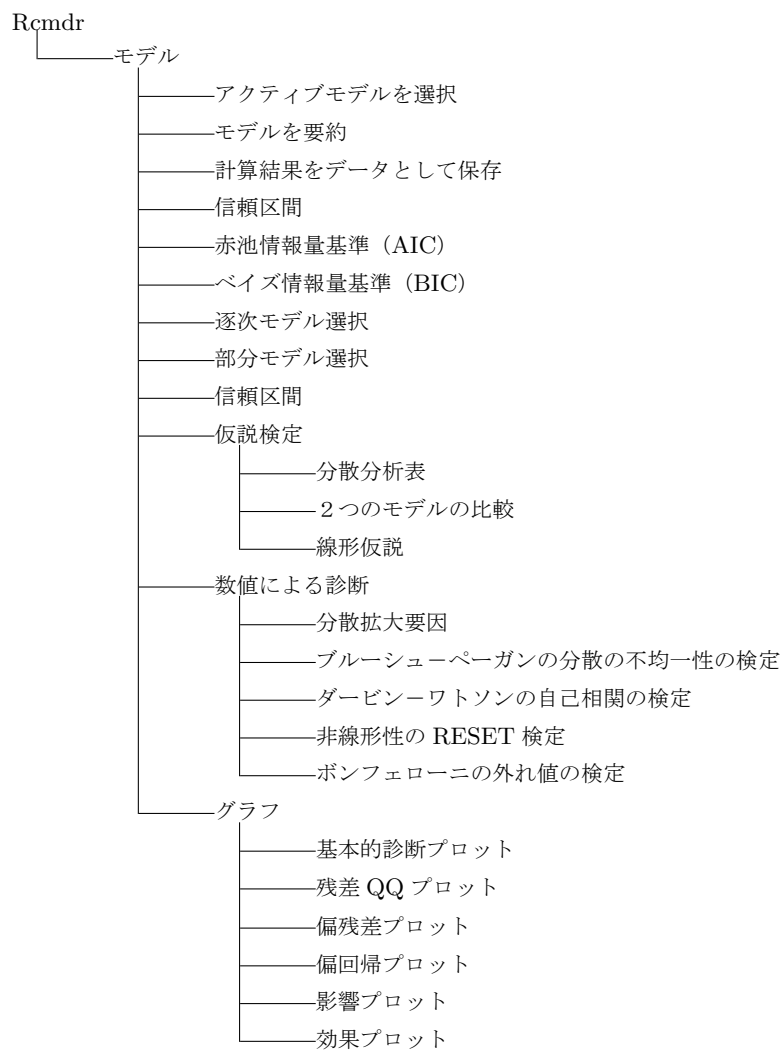 Rcmdr
モデル
アクティブモデルを選択
モデルを要約
計算結果をデータとして保存
信頼区間
赤池情報量基準（AIC）
ベイズ情報量基準（BIC）
逐次モデル選択
部分モデル選択
信頼区間
仮説検定
分散分析表
２つのモデルの比較
線形仮説
数値による診断
分散拡大要因
ブルーシュ－ペーガンの分散の不均一性の検定
ダービン－ワトソンの自己相関の検定
非線形性の RESET 検定
ボンフェローニの外れ値の検定
グラフ
基本的診断プロット
残差 QQ プロット
偏残差プロット
偏回帰プロット
影響プロット
効果プロット